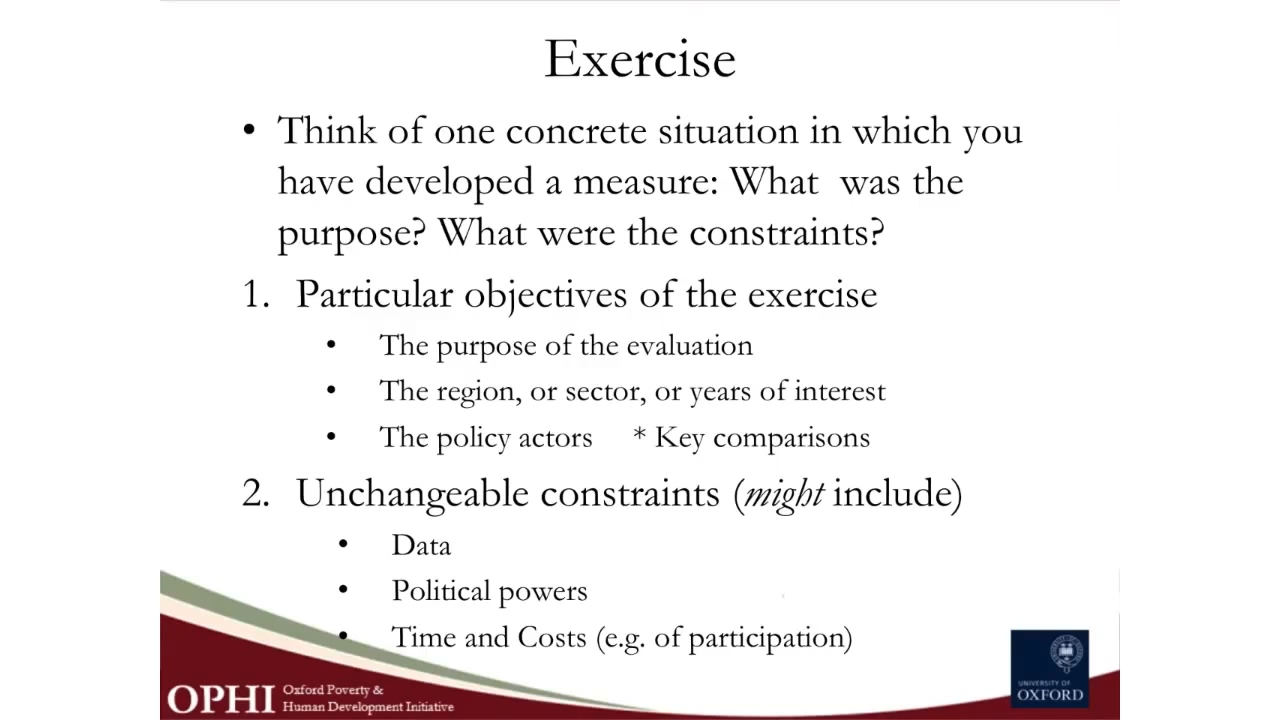 Exercise
• Think of one concrete situation in which you
have developed a measure: What  was the
purpose? What were the constraints?
1. Particular objectives of the exercise
• The purpose of the evaluation
• The region, or sector, or years of interest
• The policy actors * Key comparisons
2. Unchangeable constraints (might include)
• Data
• Political powers
• Time and Costs (e.g. of participation)
OPHI
Oxford Poverty &
Human Development Initiative
UNIVERSITY OF
OXFORD